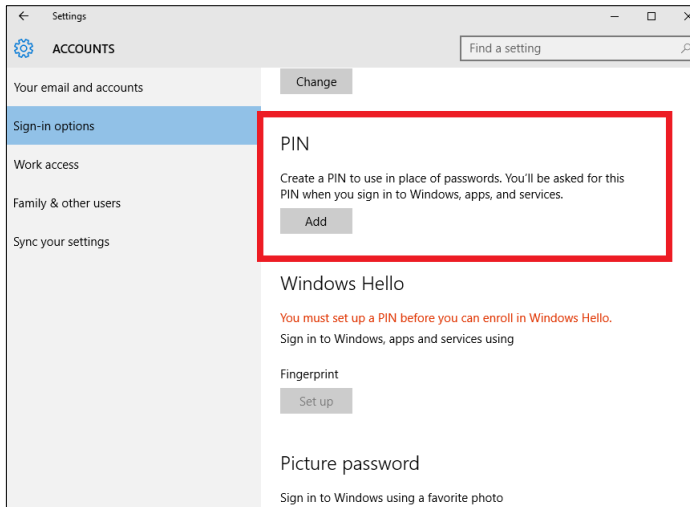 Settings
ACCOUNTS
Find a setting
Your email and accounts
Sign-in options
Work access
Family & other users
Sync your settings
Change
PIN
Create a PIN to use in place of passwords. You'll be asked for this
PIN when you sign in to Windows, apps, and services.
Add
Windows Hello
You must set up a PIN before you can enroll in Windows Hello.
Sign in to Windows, apps and services using
Fingerprint
Set up
Picture password
Sign in to Windows using a favorite photo